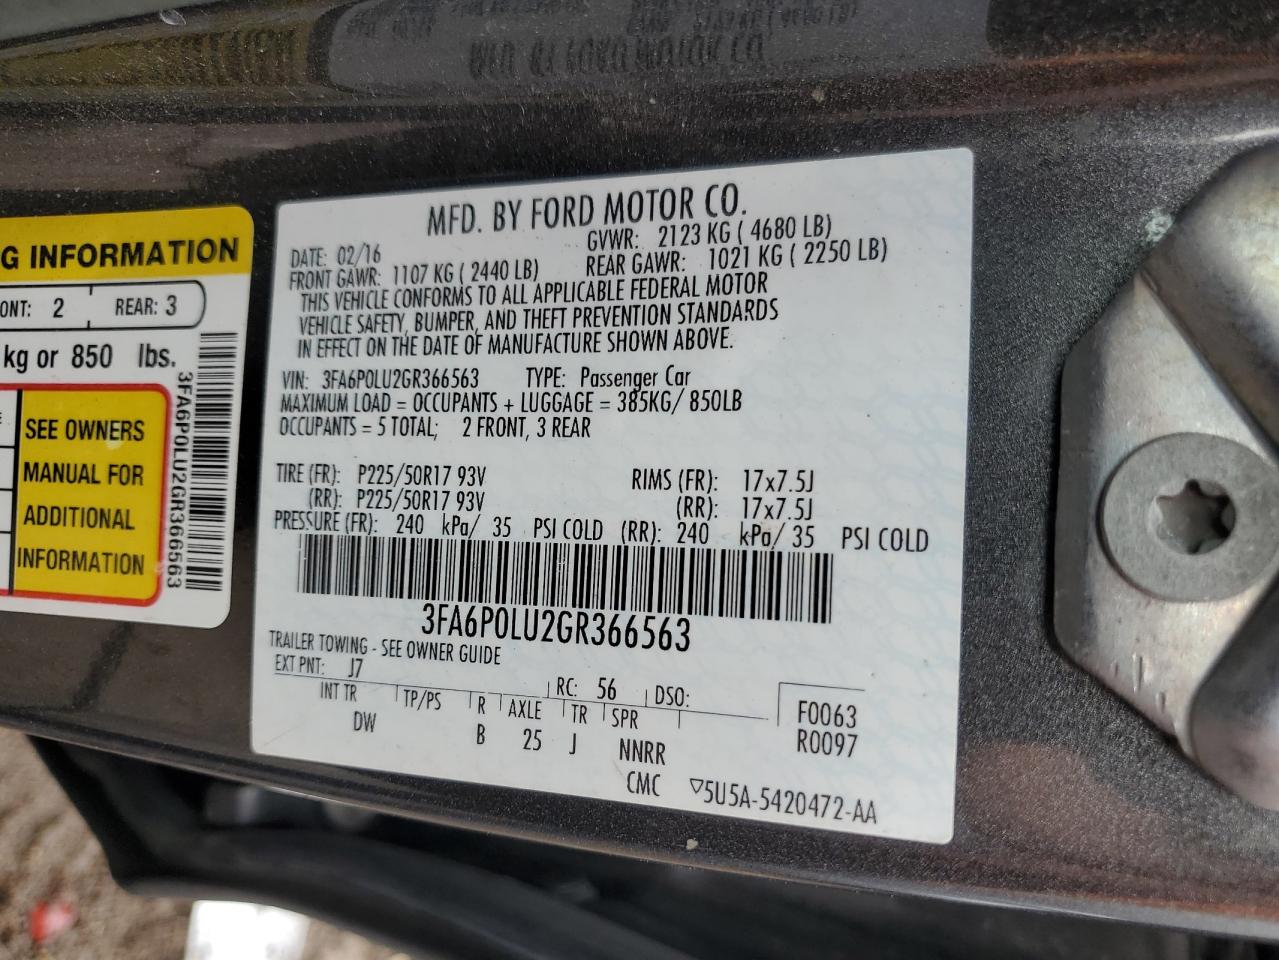 G INFORMATION
ONT: 2 REAR: 3
kg or 850 lbs.
SEE OWNERS
MANUAL FOR
ADDITIONAL
INFORMATION
3FA6P0LU2GR366563
MFD. BY FORD MOTOR CO.
DATE: 02/16 GVWR: 2123 KG ( 4680 LB)
FRONT GAWR: 1107 KG ( 2440 LB) REAR GAWR: 1021 KG ( 2250 LB)
THIS VEHICLE CONFORMS TO ALL APPLICABLE FEDERAL MOTOR
VEHICLE SAFETY, BUMPER, AND THEFT PREVENTION STANDARDS
IN EFFECT ON THE DATE OF MANUFACTURE SHOWN ABOVE.
VIN: 3FA6P0LU2GR366563 TYPE: Passenger Car
MAXIMUM LOAD = OCCUPANTS + LUGGAGE = 385KG/ 850LB
OCCUPANTS = 5 TOTAL; 2 FRONT, 3 REAR
TIRE (FR): P225/50R17 93V RIMS (FR): 17x7.5J
(RR): P225/50R17 93V (RR): 17x7.5J
PRESSURE (FR): 240 kPa/ 35 PSI COLD (RR): 240 kPa/ 35 PSI COLD
3FA6P0LU2GR366563
TRAILER TOWING - SEE OWNER GUIDE
EXT PNT: J7 RC: 56 DSO:
INT TR TP/PS R AXLE TR SPR F0063
DW B 25 J NNRR R0097
CMC ▽5U5A-5420472-AA